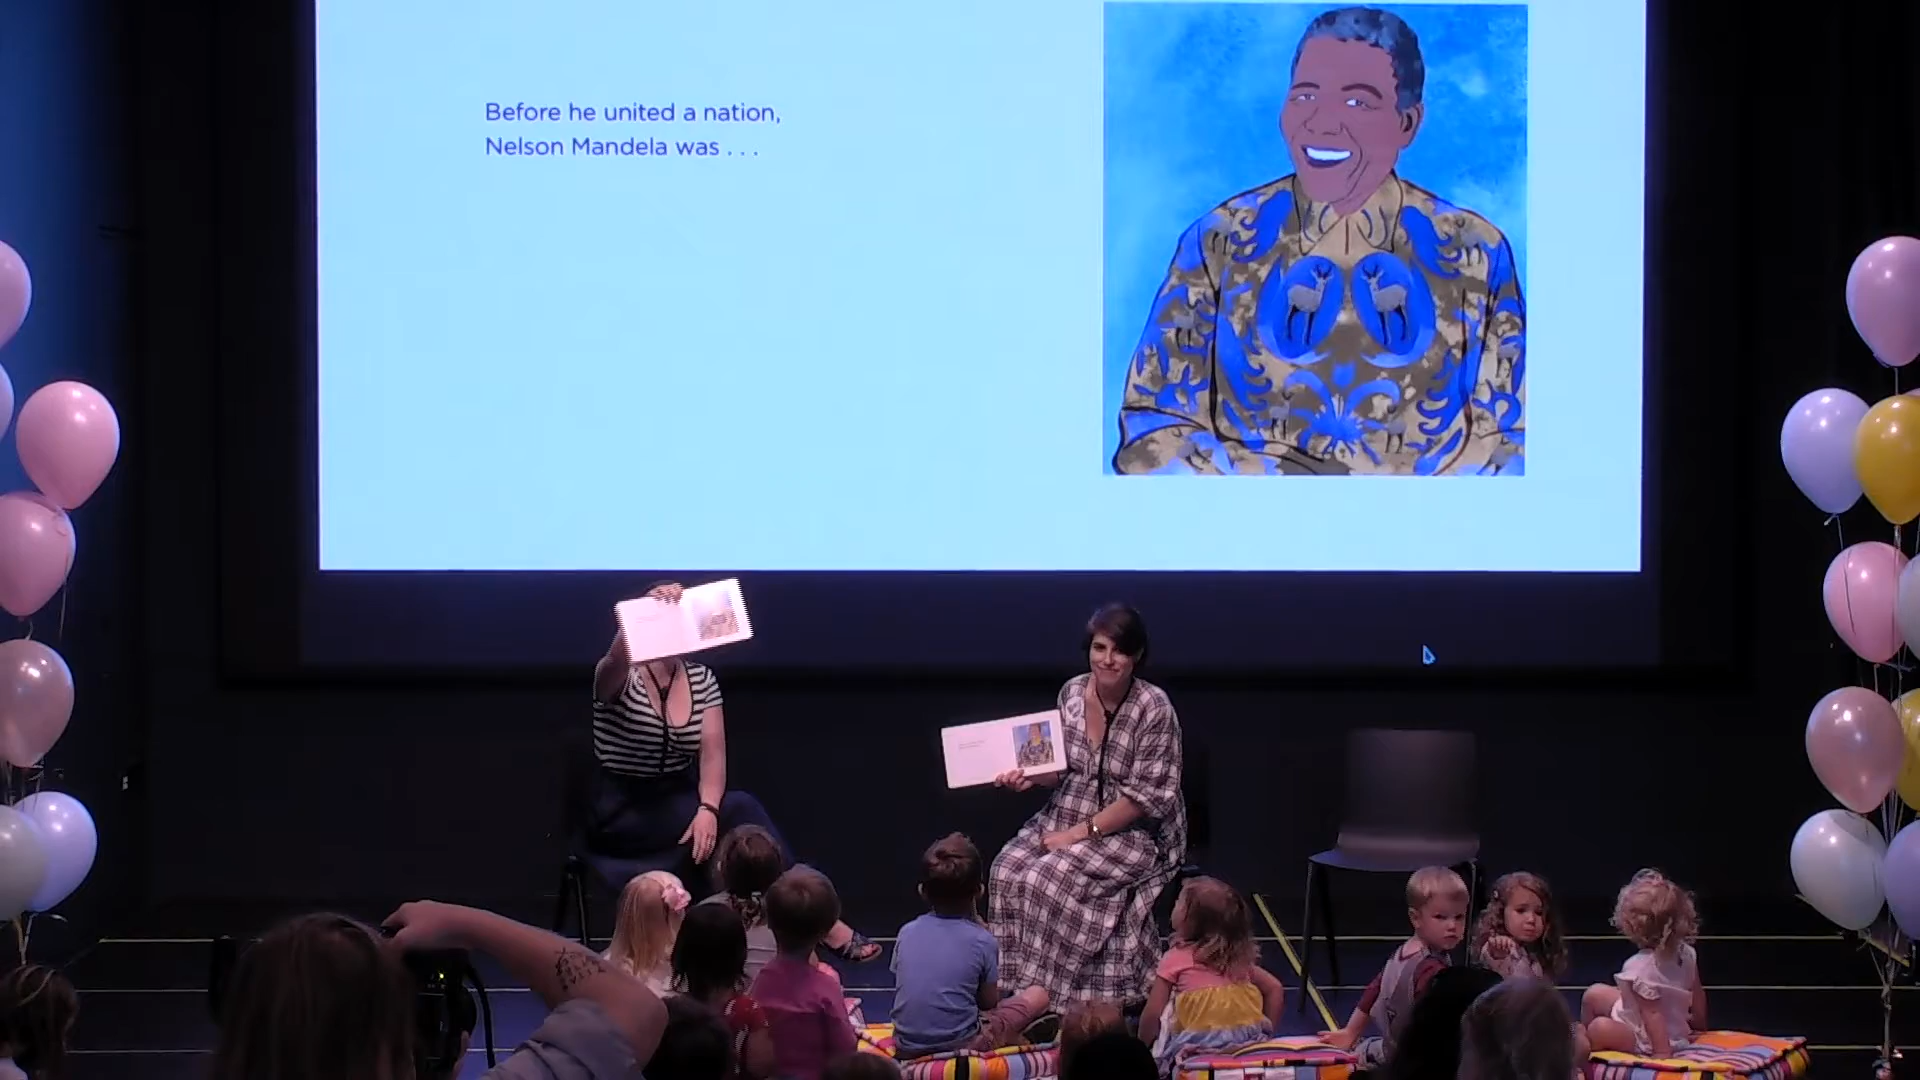 Before he united a nation,
Nelson Mandela was . . .